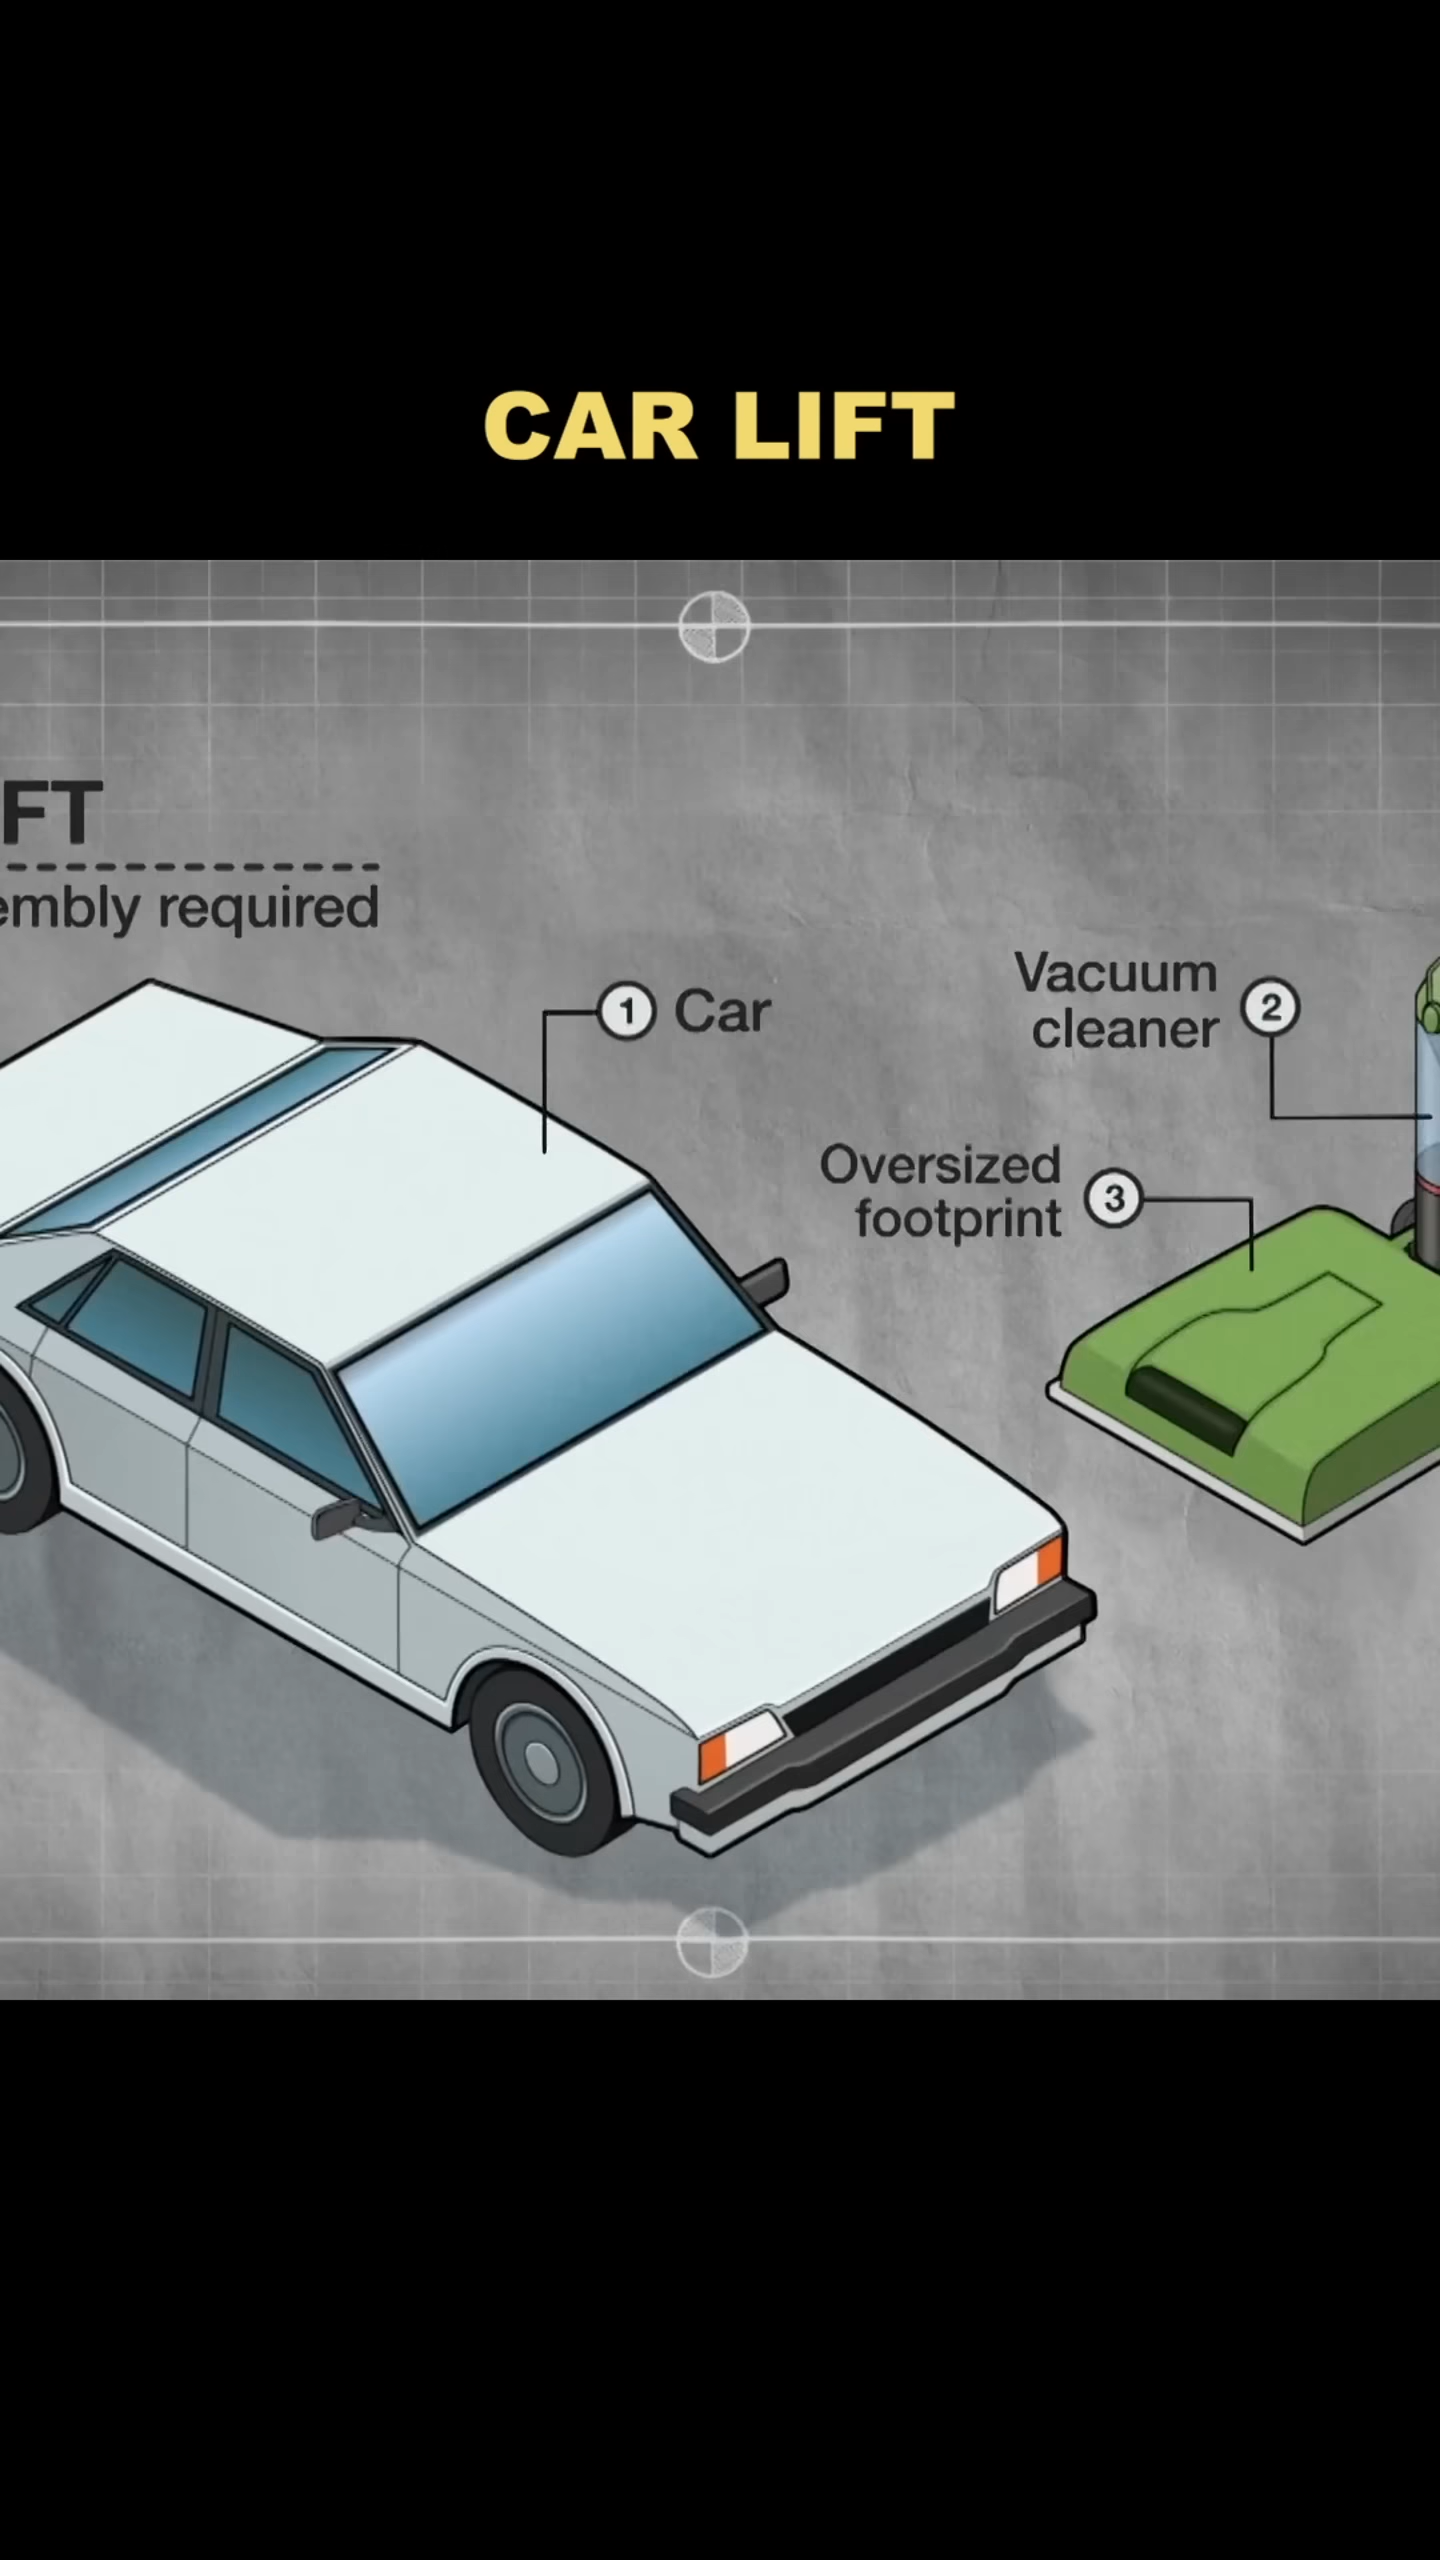 CAR LIFT
FT
embly required
1 Car
Vacuum
cleaner 2
Oversized
footprint 3